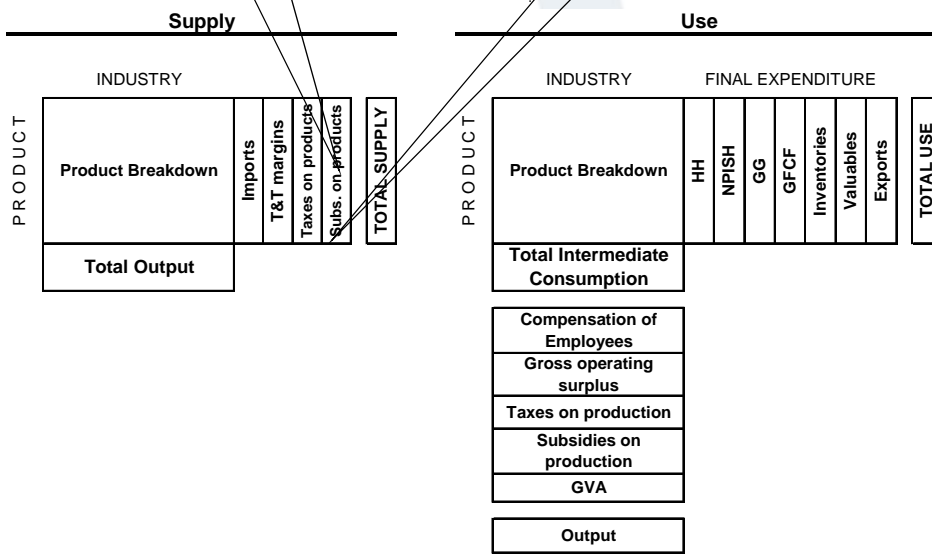 Supply
INDUSTRY
PRODUCT
Product Breakdown
Imports
T&T margins
Taxes on products
Subs. on products
TOTAL SUPPLY
Total Output
Use
INDUSTRY
FINAL EXPENDITURE
PRODUCT
Product Breakdown
HH
NPISH
GG
GFCF
Inventories
Valuables
Exports
TOTAL USE
Total Intermediate
Consumption
Compensation of
Employees
Gross operating
surplus
Taxes on production
Subsidies on
production
GVA
Output